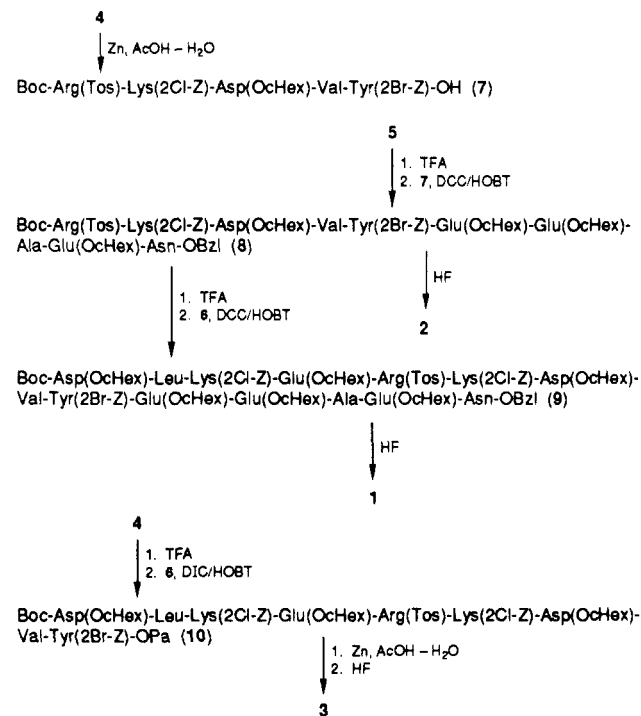 4
Zn, AcOH – H₂O
Boc-Arg(Tos)-Lys(2Cl-Z)-Asp(OcHex)-Val-Tyr(2Br-Z)-OH (7)
5
1. TFA
2. 7, DCC/HOBT
Boc-Arg(Tos)-Lys(2Cl-Z)-Asp(OcHex)-Val-Tyr(2Br-Z)-Glu(OcHex)-Glu(OcHex)-
Ala-Glu(OcHex)-Asn-OBzl (8)
HF
1. TFA
2. 6, DCC/HOBT
2
Boc-Asp(OcHex)-Leu-Lys(2Cl-Z)-Glu(OcHex)-Arg(Tos)-Lys(2Cl-Z)-Asp(OcHex)-
Val-Tyr(2Br-Z)-Glu(OcHex)-Glu(OcHex)-Ala-Glu(OcHex)-Asn-OBzl (9)
HF
1
4
1. TFA
2. 6, DIC/HOBT
Boc-Asp(OcHex)-Leu-Lys(2Cl-Z)-Glu(OcHex)-Arg(Tos)-Lys(2Cl-Z)-Asp(OcHex)-
Val-Tyr(2Br-Z)-OPa (10)
1. Zn, AcOH – H₂O
2. HF
3